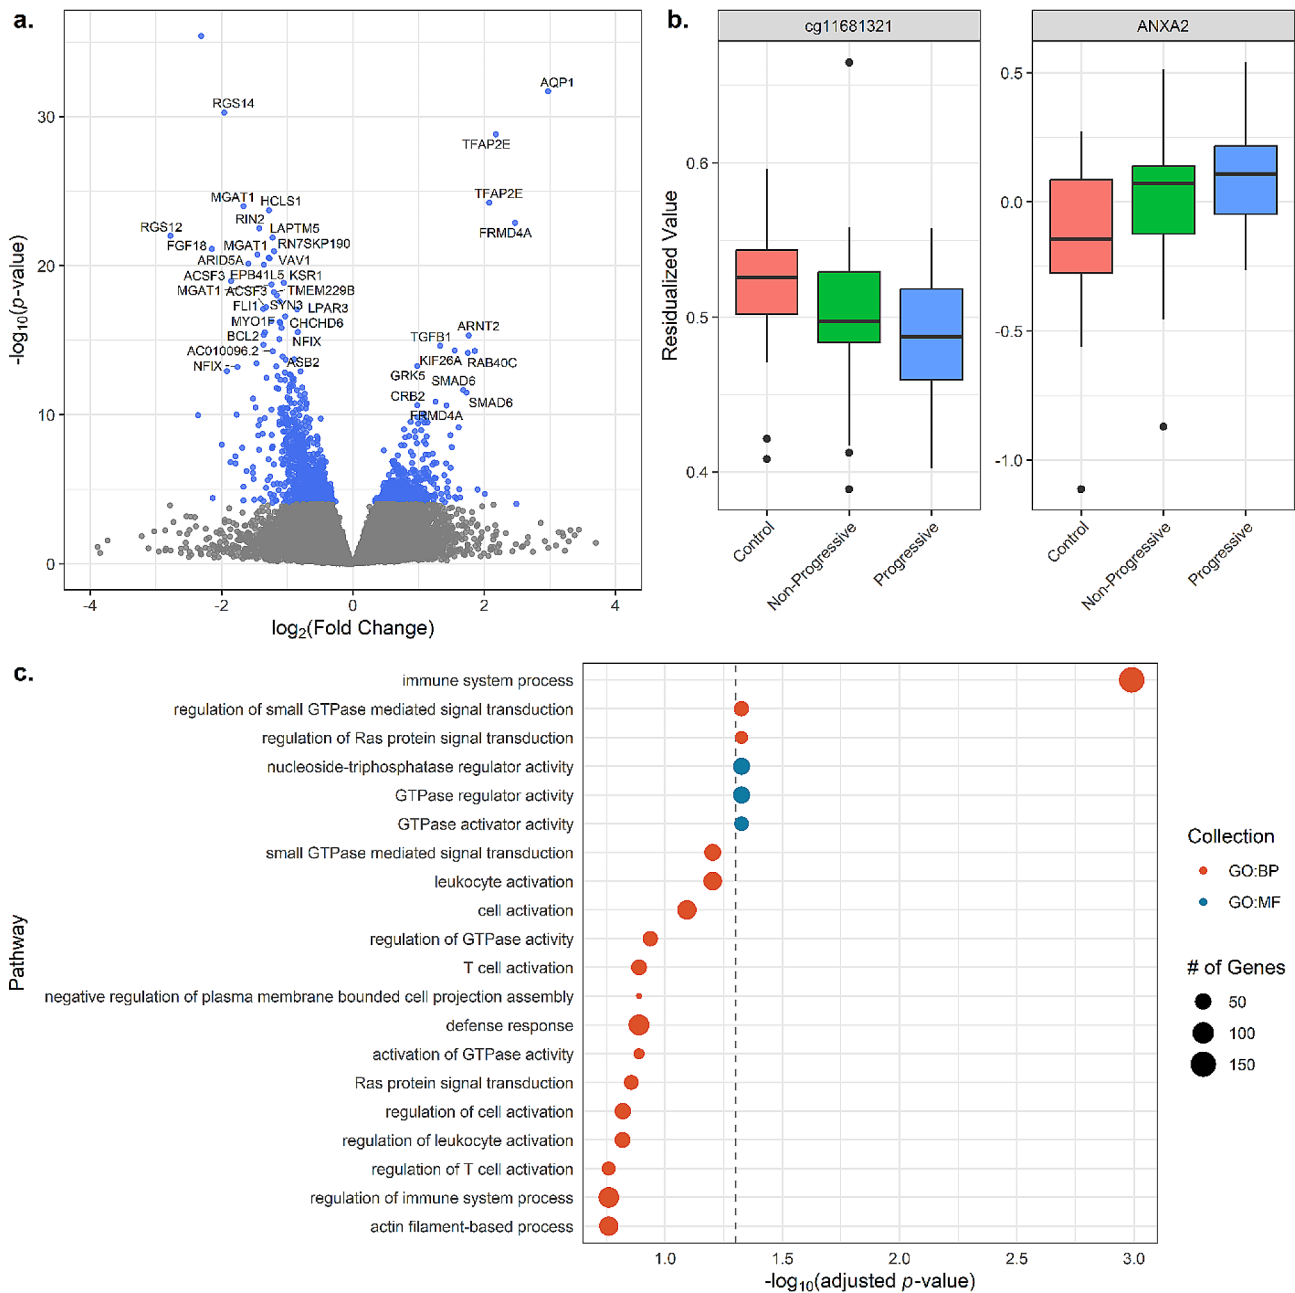 a.
-log10(p-value)
30
20
10
0
-4
-2
0
2
4
log2(Fold Change)
AQP1
RGS14
TFAP2E
TFAP2E
MGAT1
HCLS1
RIN2
LAPTM5
RGS12
FRMD4A
FGF18
MGAT1
RN7SKP190
ARID5A
VAV1
ACSF3
EPB41L5
KSR1
MGAT1
ACSF3
TMEM229B
FLI1
SYN3
LPAR3
MYO1F
CHCHD6
BCL2
NFIX
AC010096.2
ASB2
NFIX
ARNT2
TGFB1
KIF26A
RAB40C
GRK5
SMAD6
CRB2
SMAD6
FRMD4A
b.
cg11681321
ANXA2
Residualized Value
0.6
0.5
0.4
0.5
0.0
-0.5
-1.0
Control
Non-Progressive
Progressive
Control
Non-Progressive
Progressive
c.
Pathway
immune system process
regulation of small GTPase mediated signal transduction
regulation of Ras protein signal transduction
nucleoside-triphosphatase regulator activity
GTPase regulator activity
GTPase activator activity
small GTPase mediated signal transduction
leukocyte activation
cell activation
regulation of GTPase activity
T cell activation
negative regulation of plasma membrane bounded cell projection assembly
defense response
activation of GTPase activity
Ras protein signal transduction
regulation of cell activation
regulation of leukocyte activation
regulation of T cell activation
regulation of immune system process
actin filament-based process
1.0
1.5
2.0
2.5
3.0
-log10(adjusted p-value)
Collection
GO:BP
GO:MF
# of Genes
50
100
150